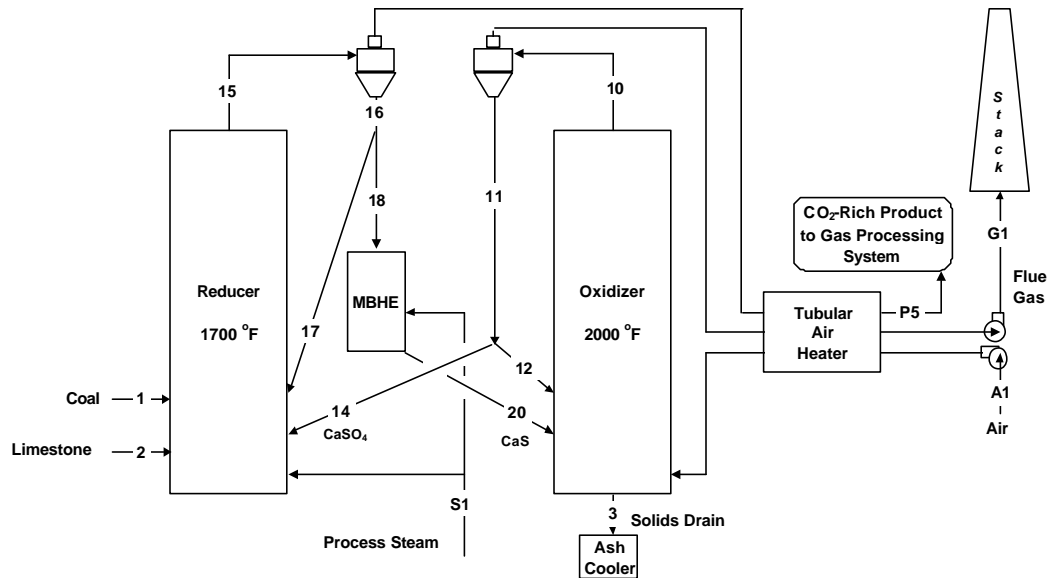 15
16
10
11
18
17
Reducer
1700 °F
MBHE
Oxidizer
2000 °F
12
14
CaSO4
20
CaS
Coal
1
Limestone
2
S1
Process Steam
3
Solids Drain
Ash
Cooler
Tubular
Air
Heater
P5
CO2-Rich Product
to Gas Processing
System
Stack
G1
Flue
Gas
A1
Air